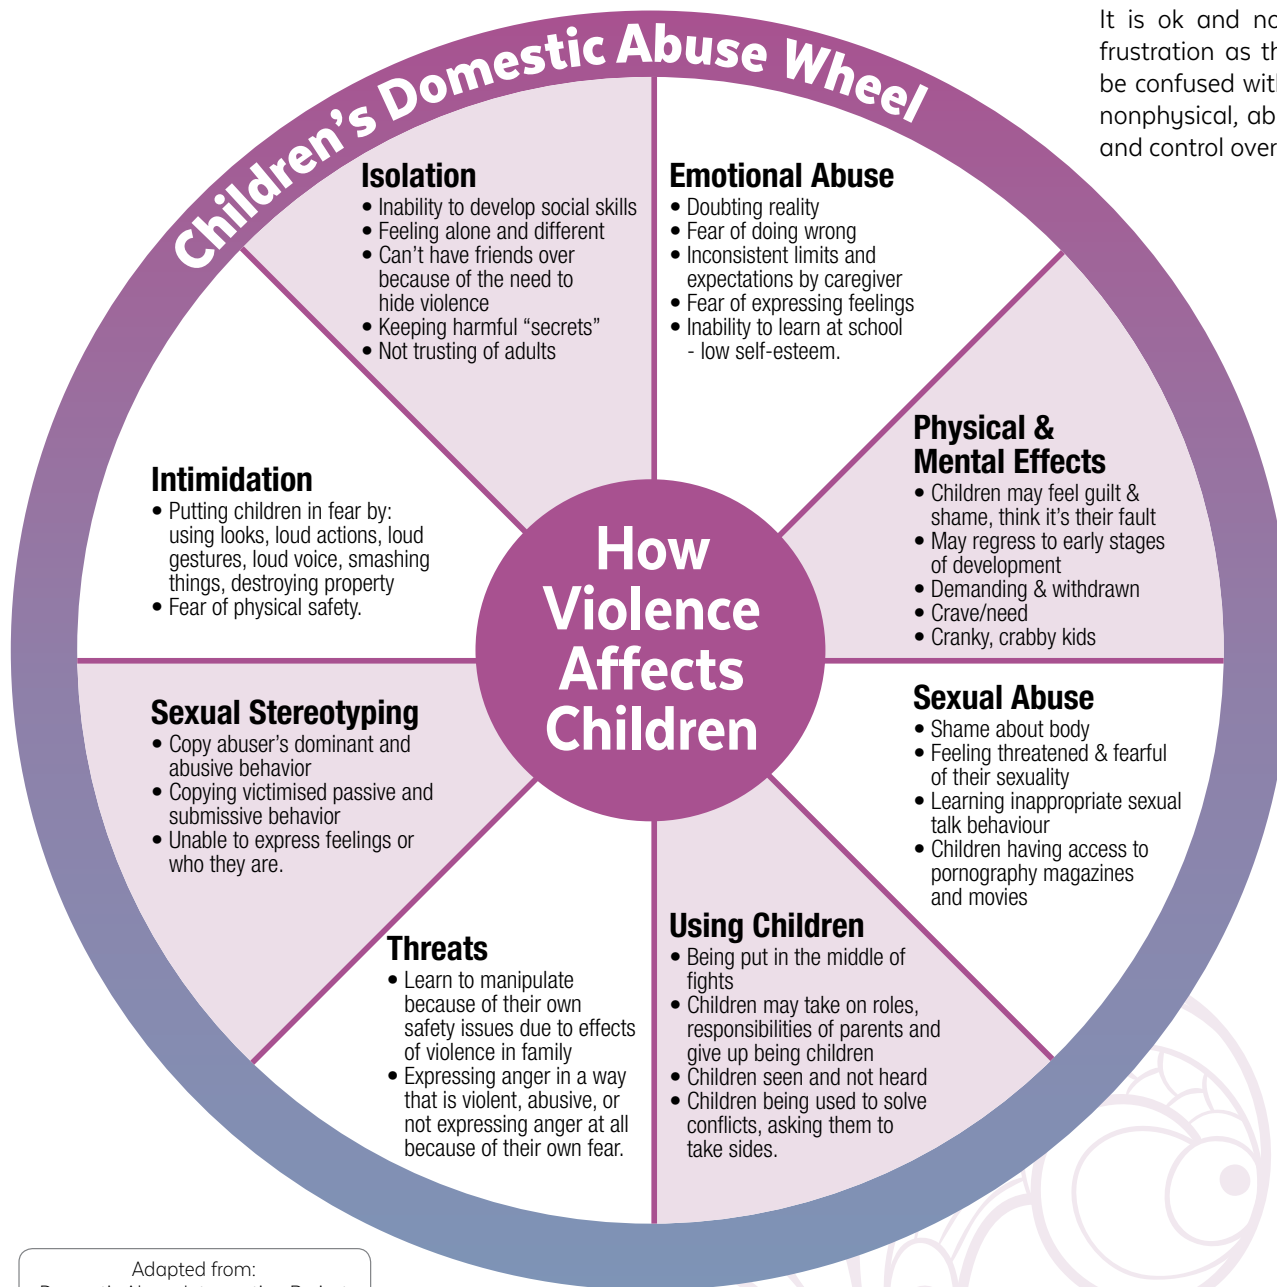 It is ok and
frustration as
be confused
nonphysical,
and control over
Children's Domestic Abuse Wheel
Isolation
• Inability to develop social skills
• Feeling alone and different
• Can't have friends over
because of the need to
hide violence
• Keeping harmful “secrets”
• Not trusting of adults
Emotional Abuse
• Doubting reality
• Fear of doing wrong
• Inconsistent limits and
expectations by caregiver
• Fear of expressing feelings
• Inability to learn at school
- low self-esteem.
Physical &
Mental Effects
• Children may feel guilt &
shame, think it's their fault
• May regress to early stages
of development
• Demanding & withdrawn
• Crave/need
• Cranky, crabby kids
Sexual Abuse
• Shame about body
• Feeling threatened & fearful
of their sexuality
• Learning inappropriate sexual
talk behaviour
• Children having access to
pornography magazines
and movies
Using Children
• Being put in the middle of
fights
• Children may take on roles,
responsibilities of parents and
give up being children
• Children seen and not heard
• Children being used to solve
conflicts, asking them to
take sides.
Threats
• Learn to manipulate
because of their own
safety issues due to effects
of violence in family
• Expressing anger in a way
that is violent, abusive, or
not expressing anger at all
because of their own fear.
Sexual Stereotyping
• Copy abuser's dominant and
abusive behavior
• Copying victimised passive and
submissive behavior
• Unable to express feelings or
who they are.
Intimidation
• Putting children in fear by:
using looks, loud actions, loud
gestures, loud voice, smashing
things, destroying property
• Fear of physical safety.
How
Violence
Affects
Children
Adapted from: